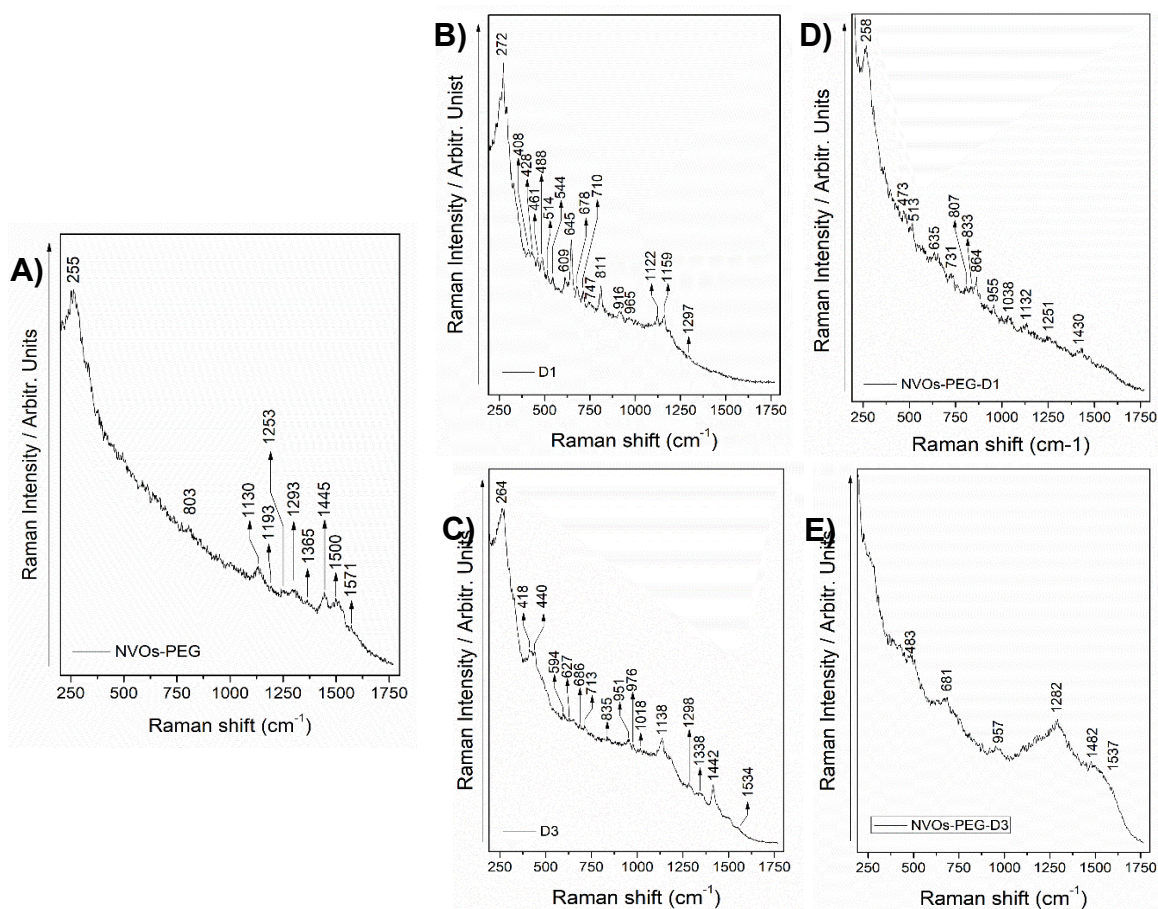 A)
Raman Intensity / Arbitr. Units
255
803
1130
1193
1253
1293
1365
1445
1500
1571
NVOs-PEG
250 500 750 1000 1250 1500 1750
Raman shift (cm-1)
B)
Raman Intensity / Arbitr. Unist
272
408
428
461
488
514
544
609
645
678
710
747
811
916
965
1122
1159
1297
D1
250 500 750 1000 1250 1500 1750
Raman shift (cm-1)
C)
Raman Intensity / Arbitr. Units
264
418
440
594
627
686
713
835
951
976
1018
1138
1298
1338
1442
1534
D3
250 500 750 1000 1250 1500 1750
Raman shift (cm-1)
D)
Raman Intensity / Arbitr. Units
258
473
513
635
731
807
833
864
955
1038
1132
1251
1430
NVOs-PEG-D1
250 500 750 1000 1250 1500 1750
Raman shift (cm-1)
E)
Raman Intensity / Arbitr. Units
483
681
957
1282
1482
1537
NVOs-PEG-D3
250 500 750 1000 1250 1500 1750
Raman shift (cm-1)